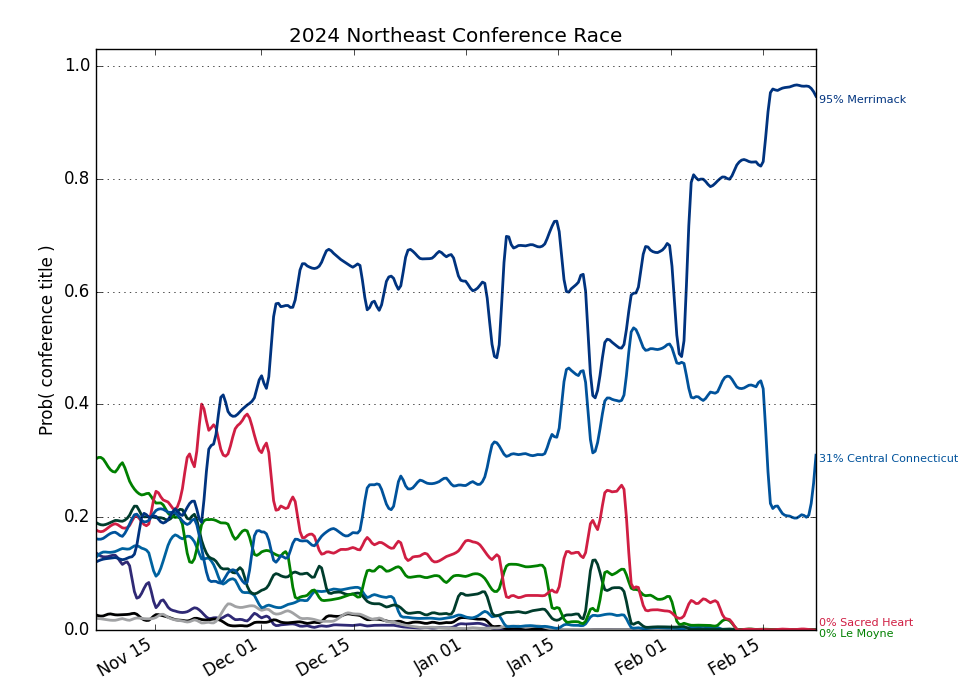 2024 Northeast Conference Race
1.0
0.8
0.6
0.4
0.2
0.0
Prob( conference title )
95% Merrimack
31% Central Connecticut
0% Sacred Heart
0% Le Moyne
Nov 15
Dec 01
Dec 15
Jan 01
Jan 15
Feb 01
Feb 15